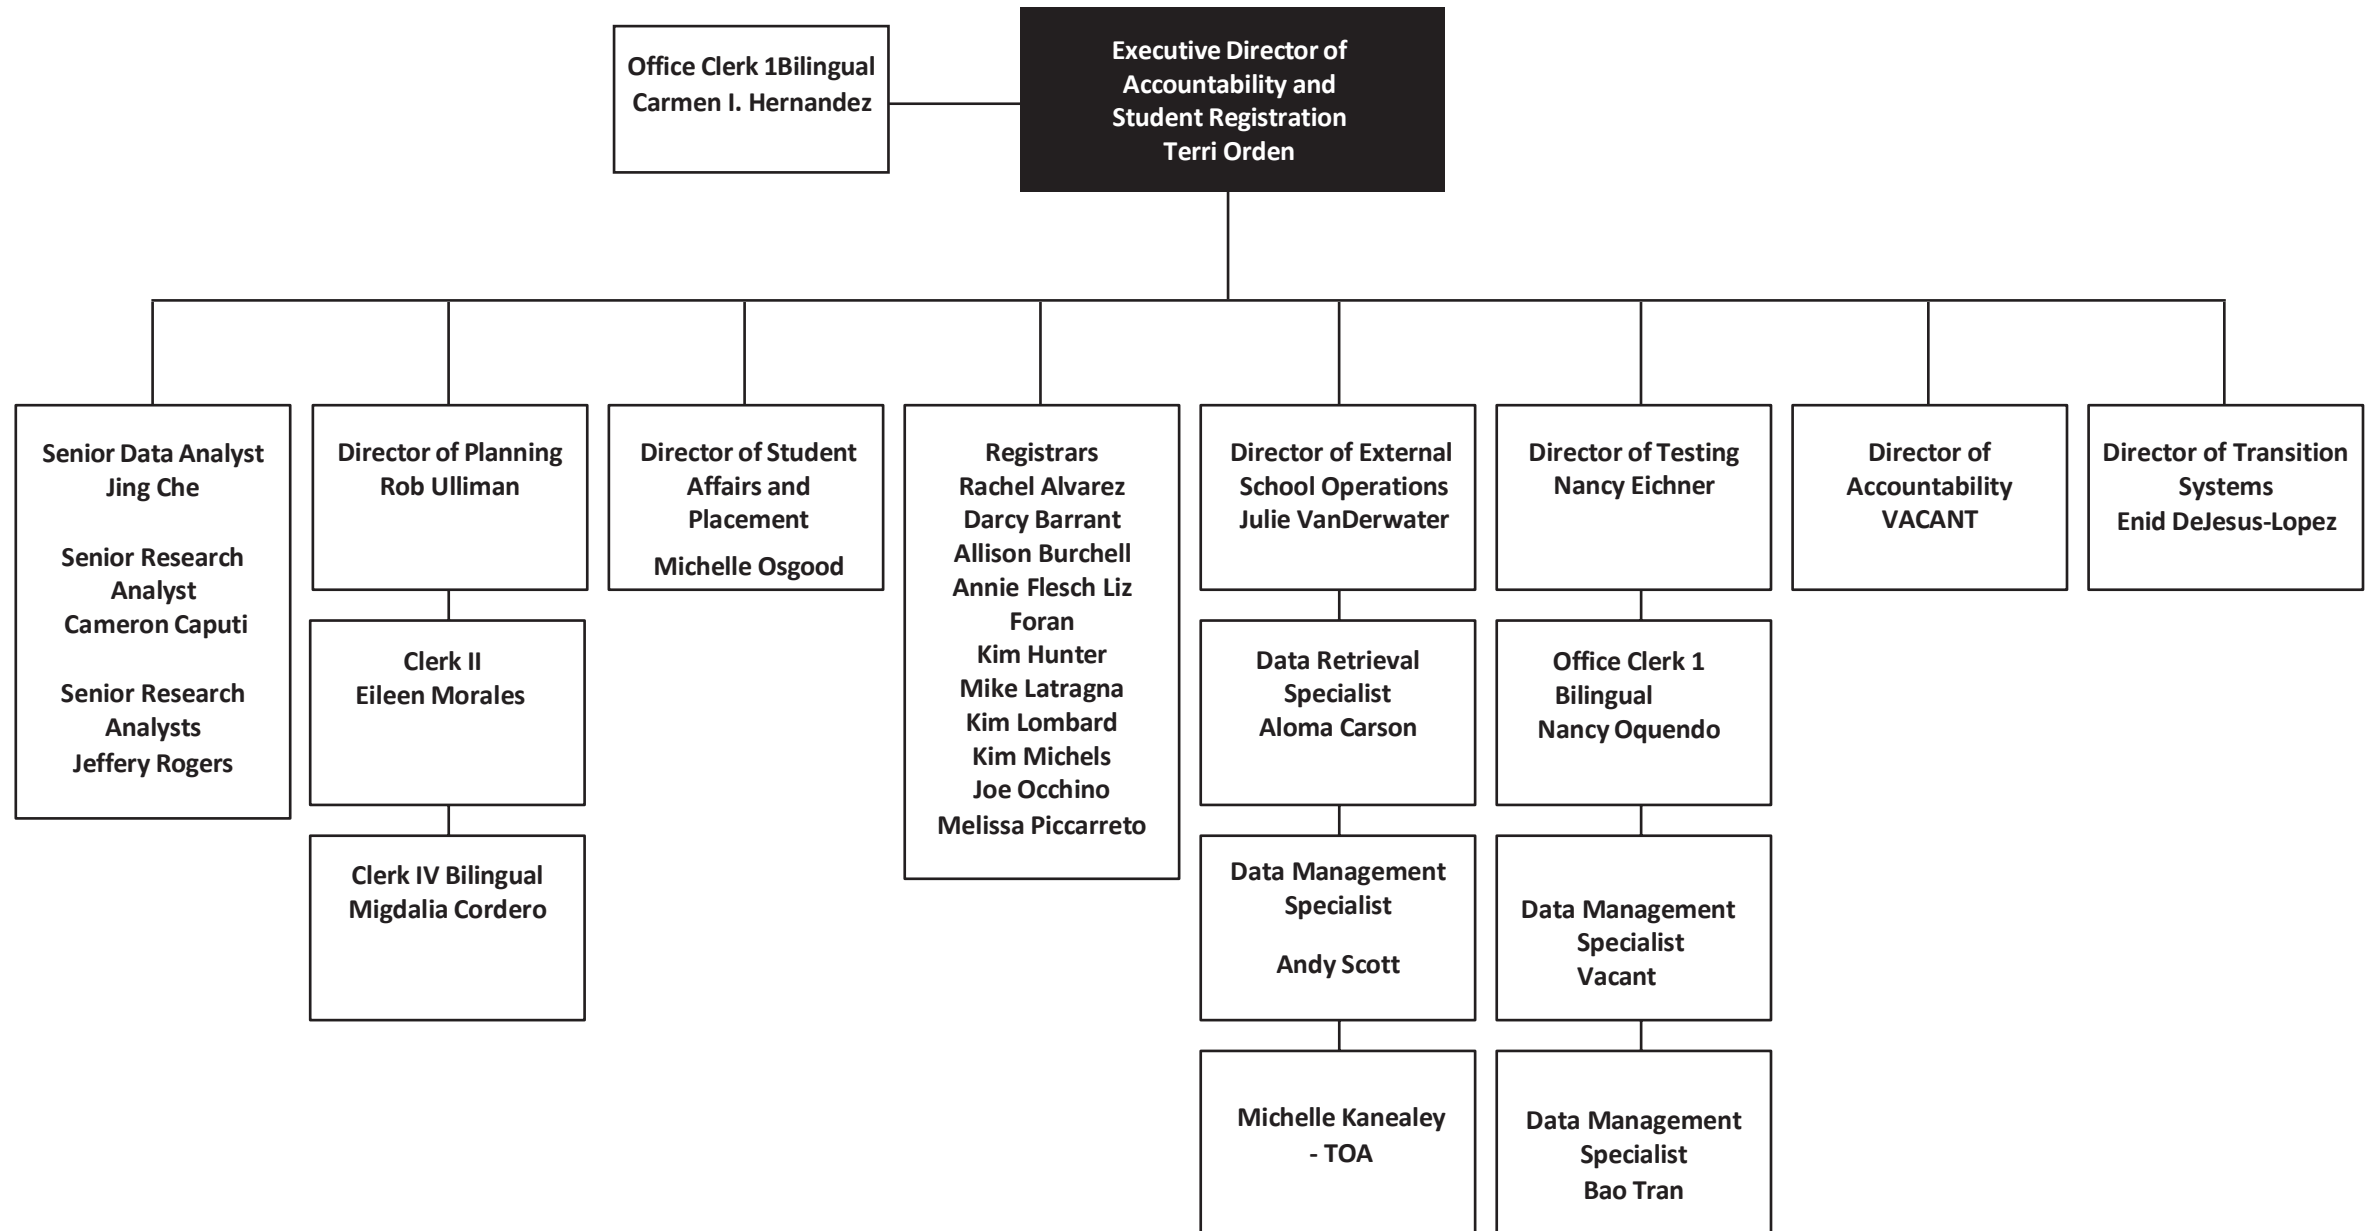 Office Clerk 1Bilingual
Carmen I. Hernandez
Executive Director of
Accountability and
Student Registration
Terri Orden
Senior Data Analyst
Jing Che
Senior Research
Analyst
Cameron Caputi
Senior Research
Analysts
Jeffery Rogers
Director of Planning
Rob Ulliman
Clerk II
Eileen Morales
Clerk IV Bilingual
Migdalia Cordero
Director of Student
Affairs and
Placement
Michelle Osgood
Registrars
Rachel Alvarez
Darcy Barrant
Allison Burchell
Annie Flesch Liz
Foran
Kim Hunter
Mike Latragna
Kim Lombard
Kim Michels
Joe Occhino
Melissa Piccarreto
Director of External
School Operations
Julie VanDerwater
Data Retrieval
Specialist
Aloma Carson
Data Management
Specialist
Andy Scott
Michelle Kanealey
- TOA
Director of Testing
Nancy Eichner
Office Clerk 1
Bilingual
Nancy Oquendo
Data Management
Specialist
Vacant
Data Management
Specialist
Bao Tran
Director of
Accountability
VACANT
Director of Transition
Systems
Enid DeJesus-Lopez